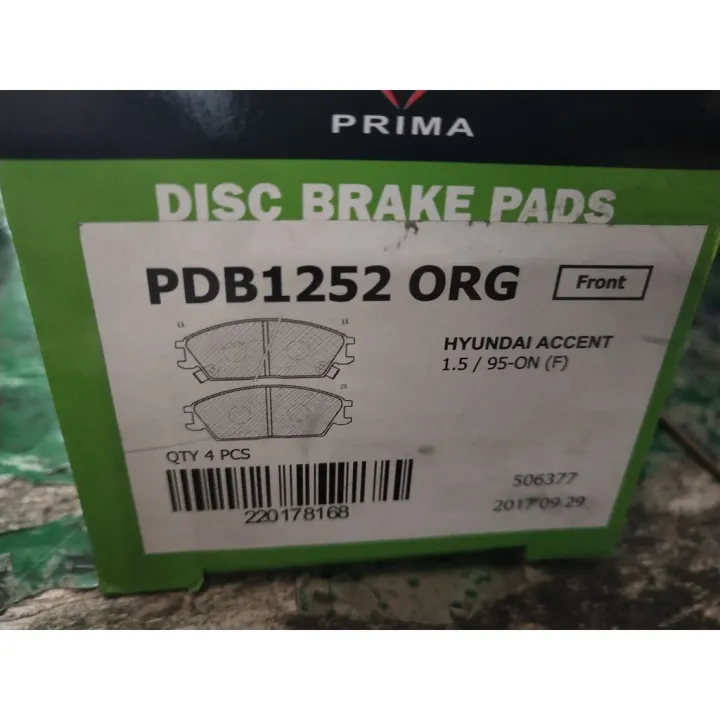 PRIMA
DISC BRAKE PADS
PDB1252 ORG
Front
HYUNDAI ACCENT
1.5 / 95-ON (F)
QTY 4 PCS
220178168
506377
2017 09 29